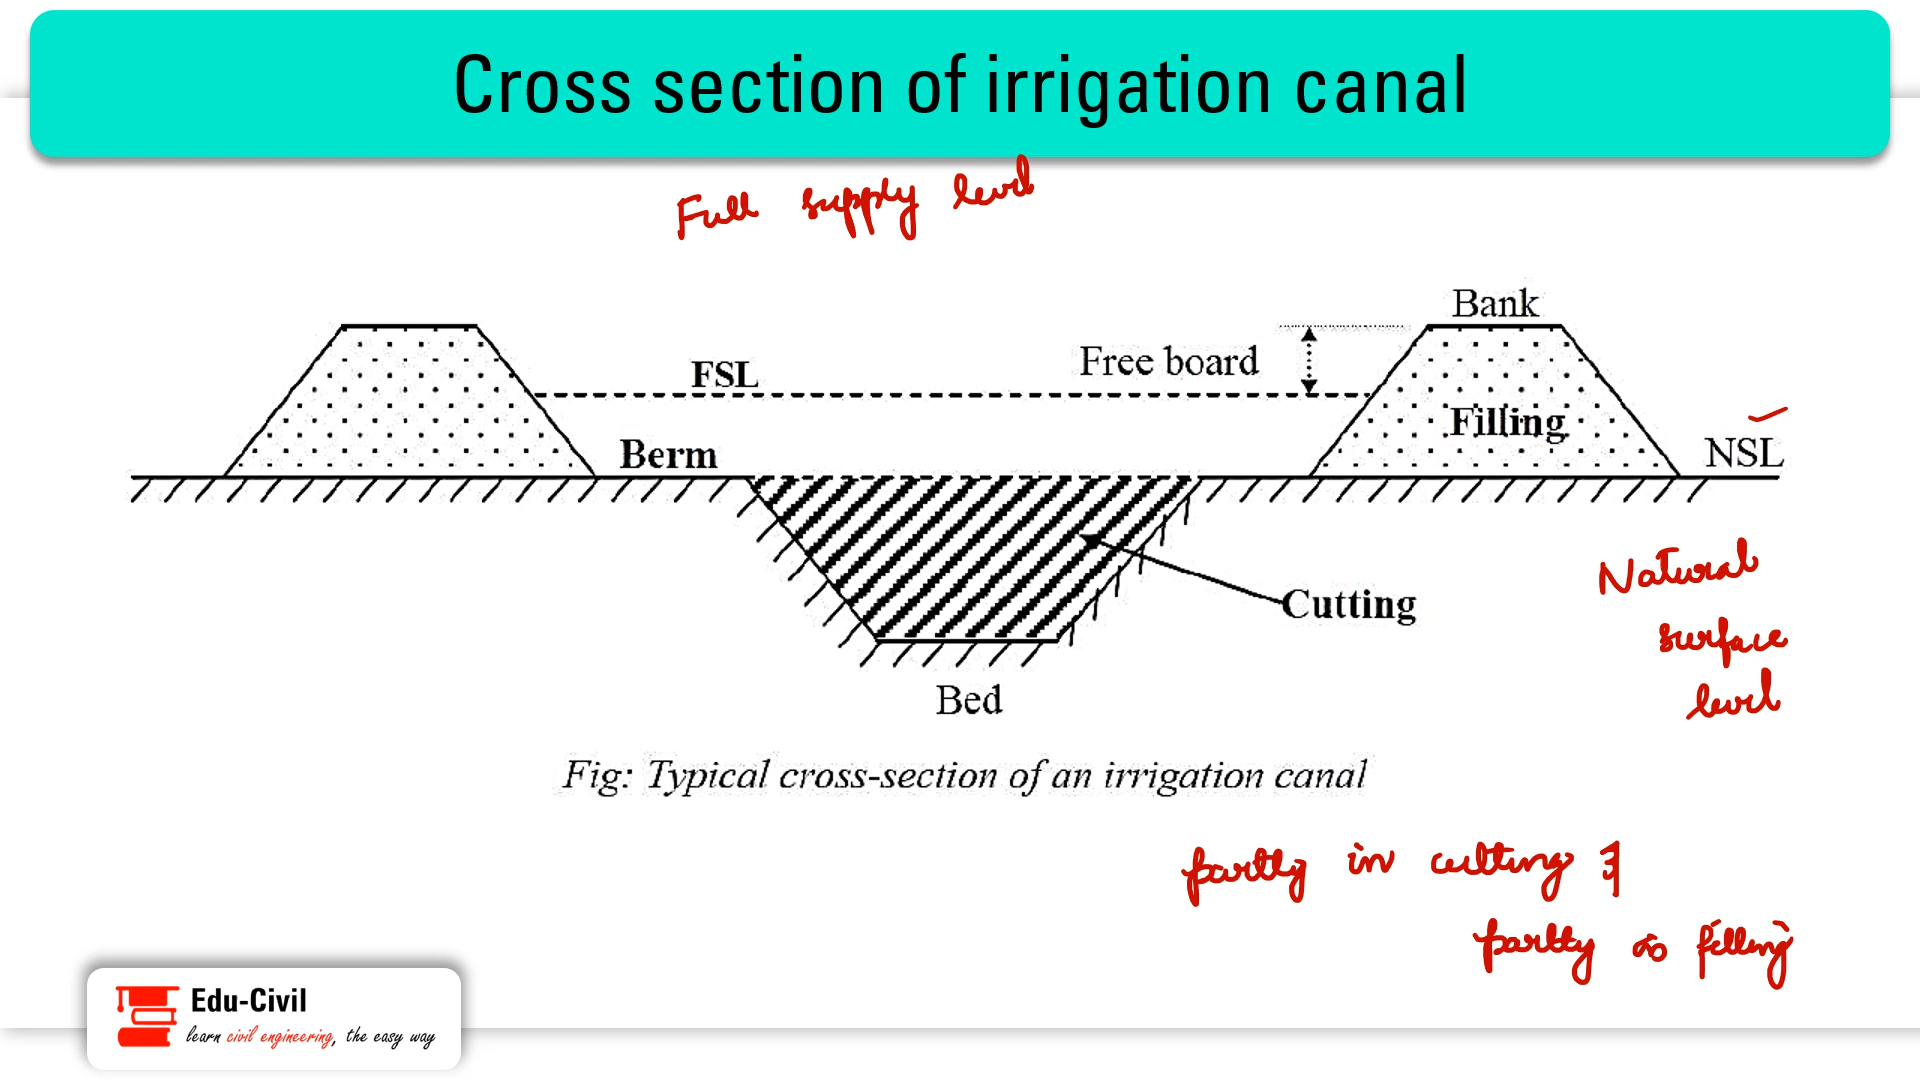 Cross section of irrigation canal
Full supply level
Bank
Free board
FSL
Filling
Berm
NSL
Cutting
Natural
surface
level
Bed
Fig: Typical cross-section of an irrigation canal
partly in cutting &
partly filling
Edu-Civil
learn civil engineering, the easy way